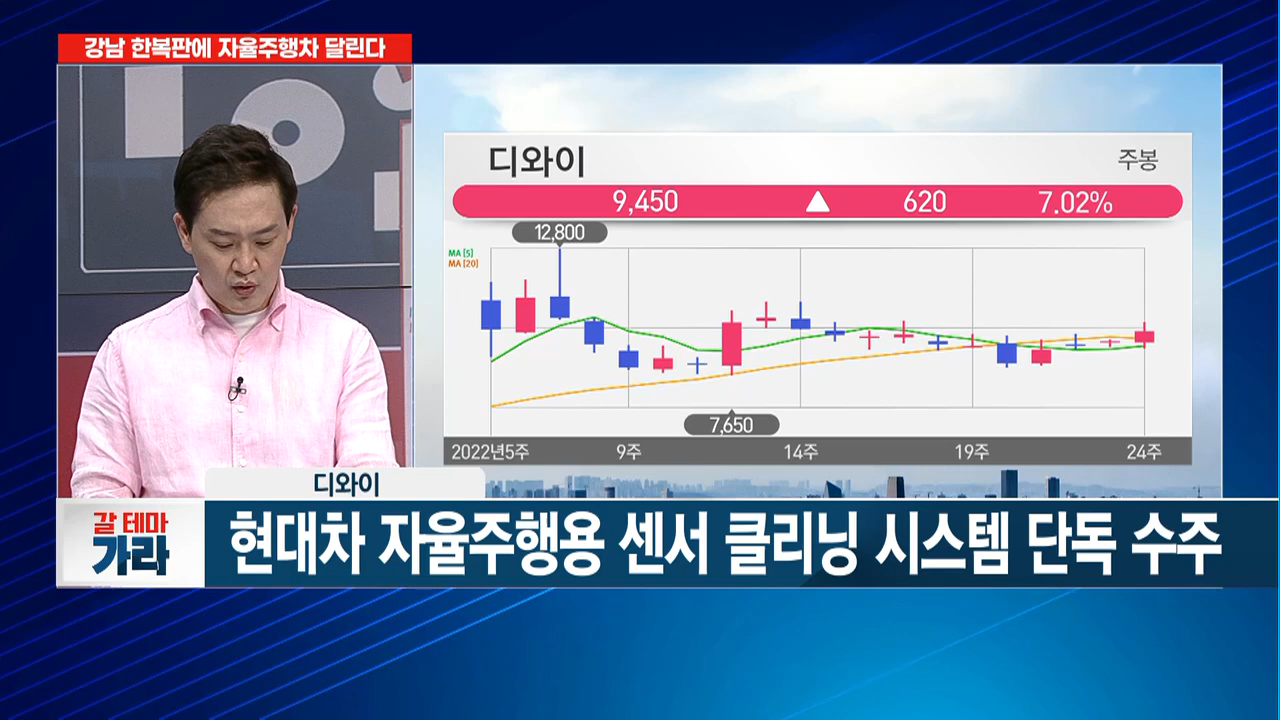 강남 한복판에 자율주행차 달린다
디와이
주봉
9,450 ▲ 620 7.02%
12,800
MA [5]
MA [20]
7,650
2022년5주 9주 14주 19주 24주
디와이
갈 테마
가라
현대차 자율주행용 센서 클리닝 시스템 단독 수주